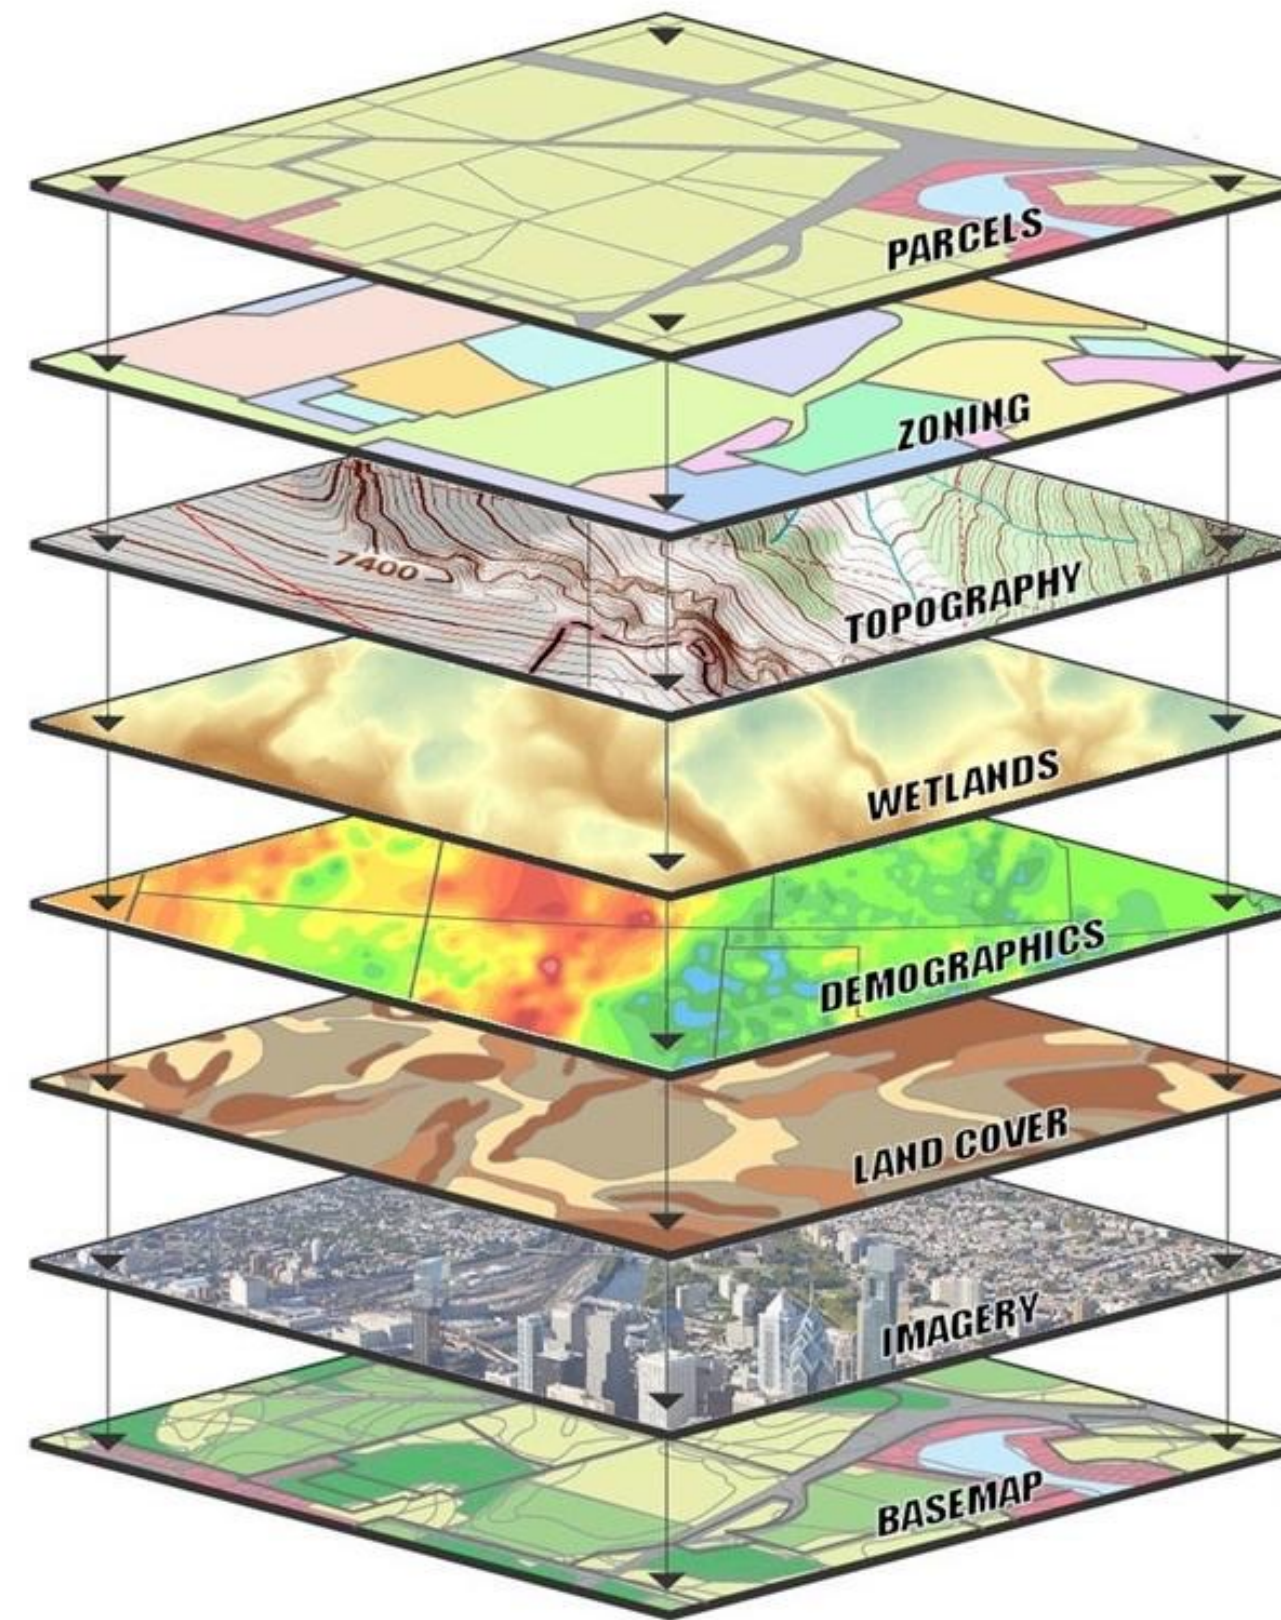 PARCELS
ZONING
7400
TOPOGRAPHY
WETLANDS
DEMOGRAPHICS
LAND COVER
IMAGERY
BASEMAP